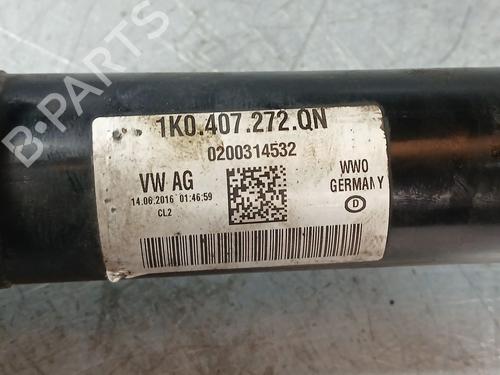 B-PARTS
1K0.407.272.QN
0200314532
VW AG
14.06.2016 01:46:59
CL2
WWO
GERMANY
D